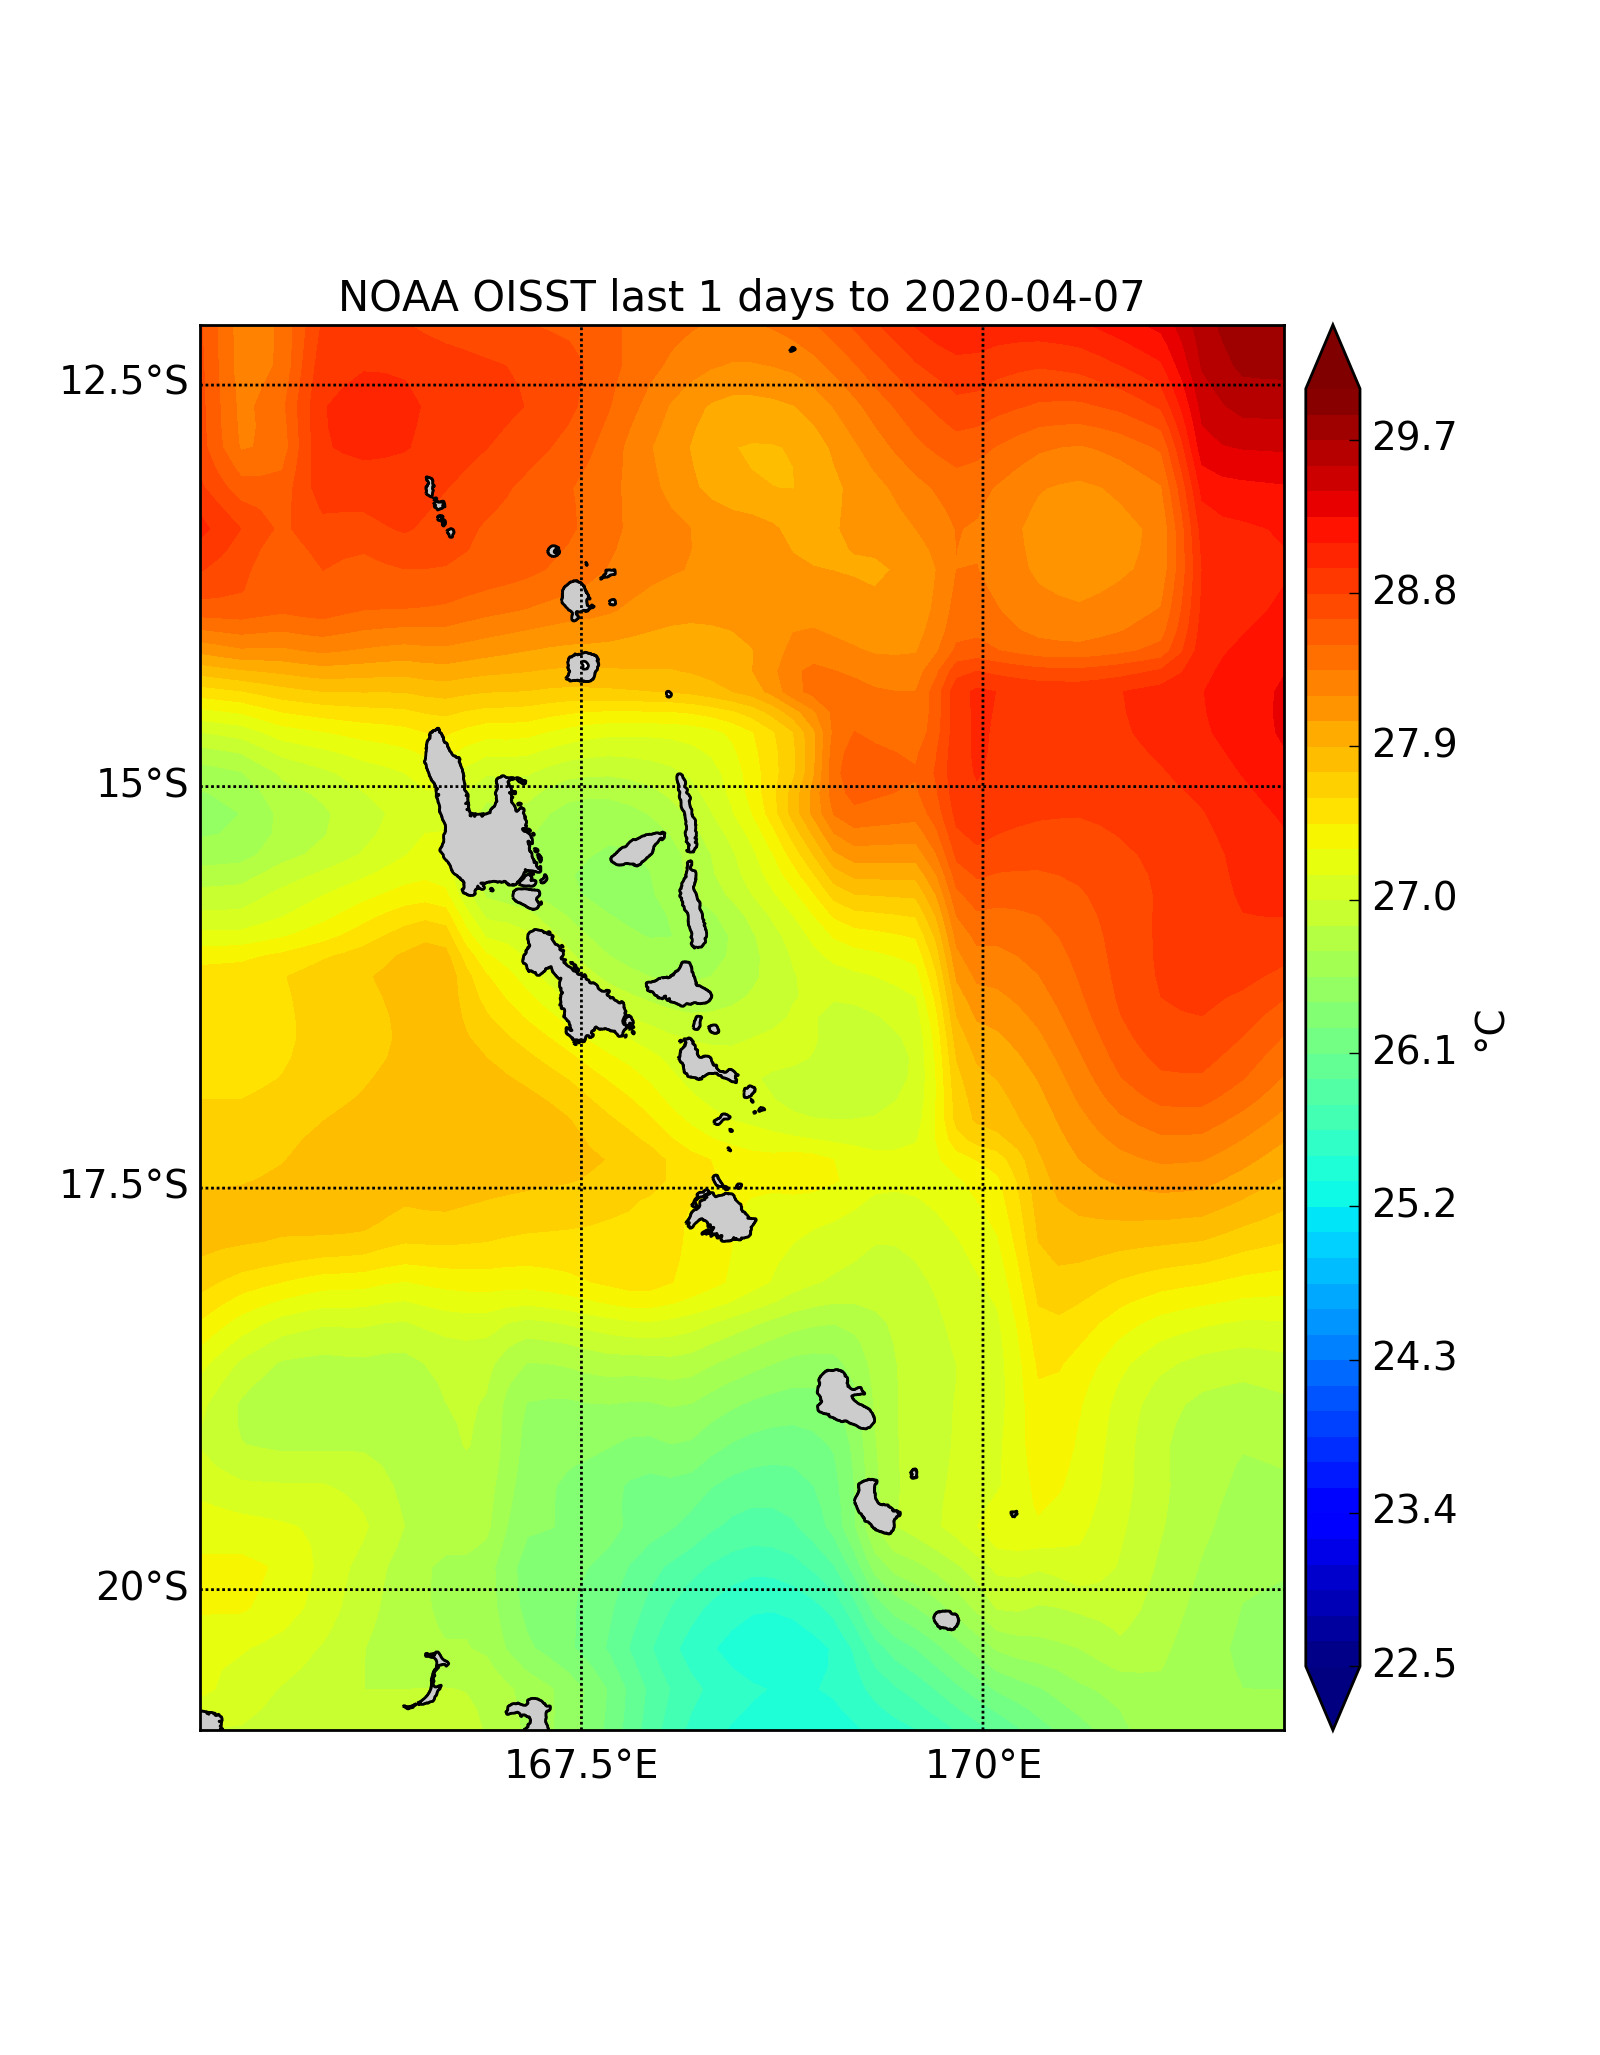 NOAA OISST last 1 days to 2020-04-07
12.5°S
15°S
17.5°S
20°S
167.5°E
170°E
29.7
28.8
27.9
27.0
26.1
25.2
24.3
23.4
22.5
°C